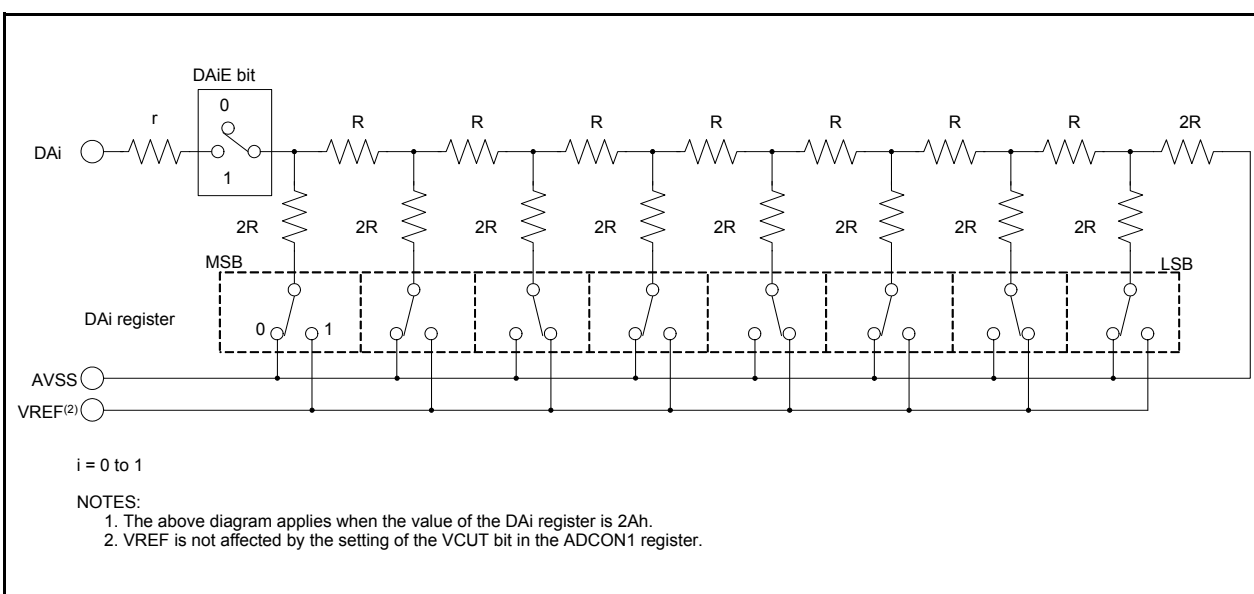 DAiE bit
0
1
r
R R R R R R R 2R
DAi
2R 2R 2R 2R 2R 2R 2R 2R
MSB
LSB
DAi register
0 1
AVSS
VREF(2)
i = 0 to 1
NOTES:
1. The above diagram applies when the value of the DAi register is 2Ah.
2. VREF is not affected by the setting of the VCUT bit in the ADCON1 register.